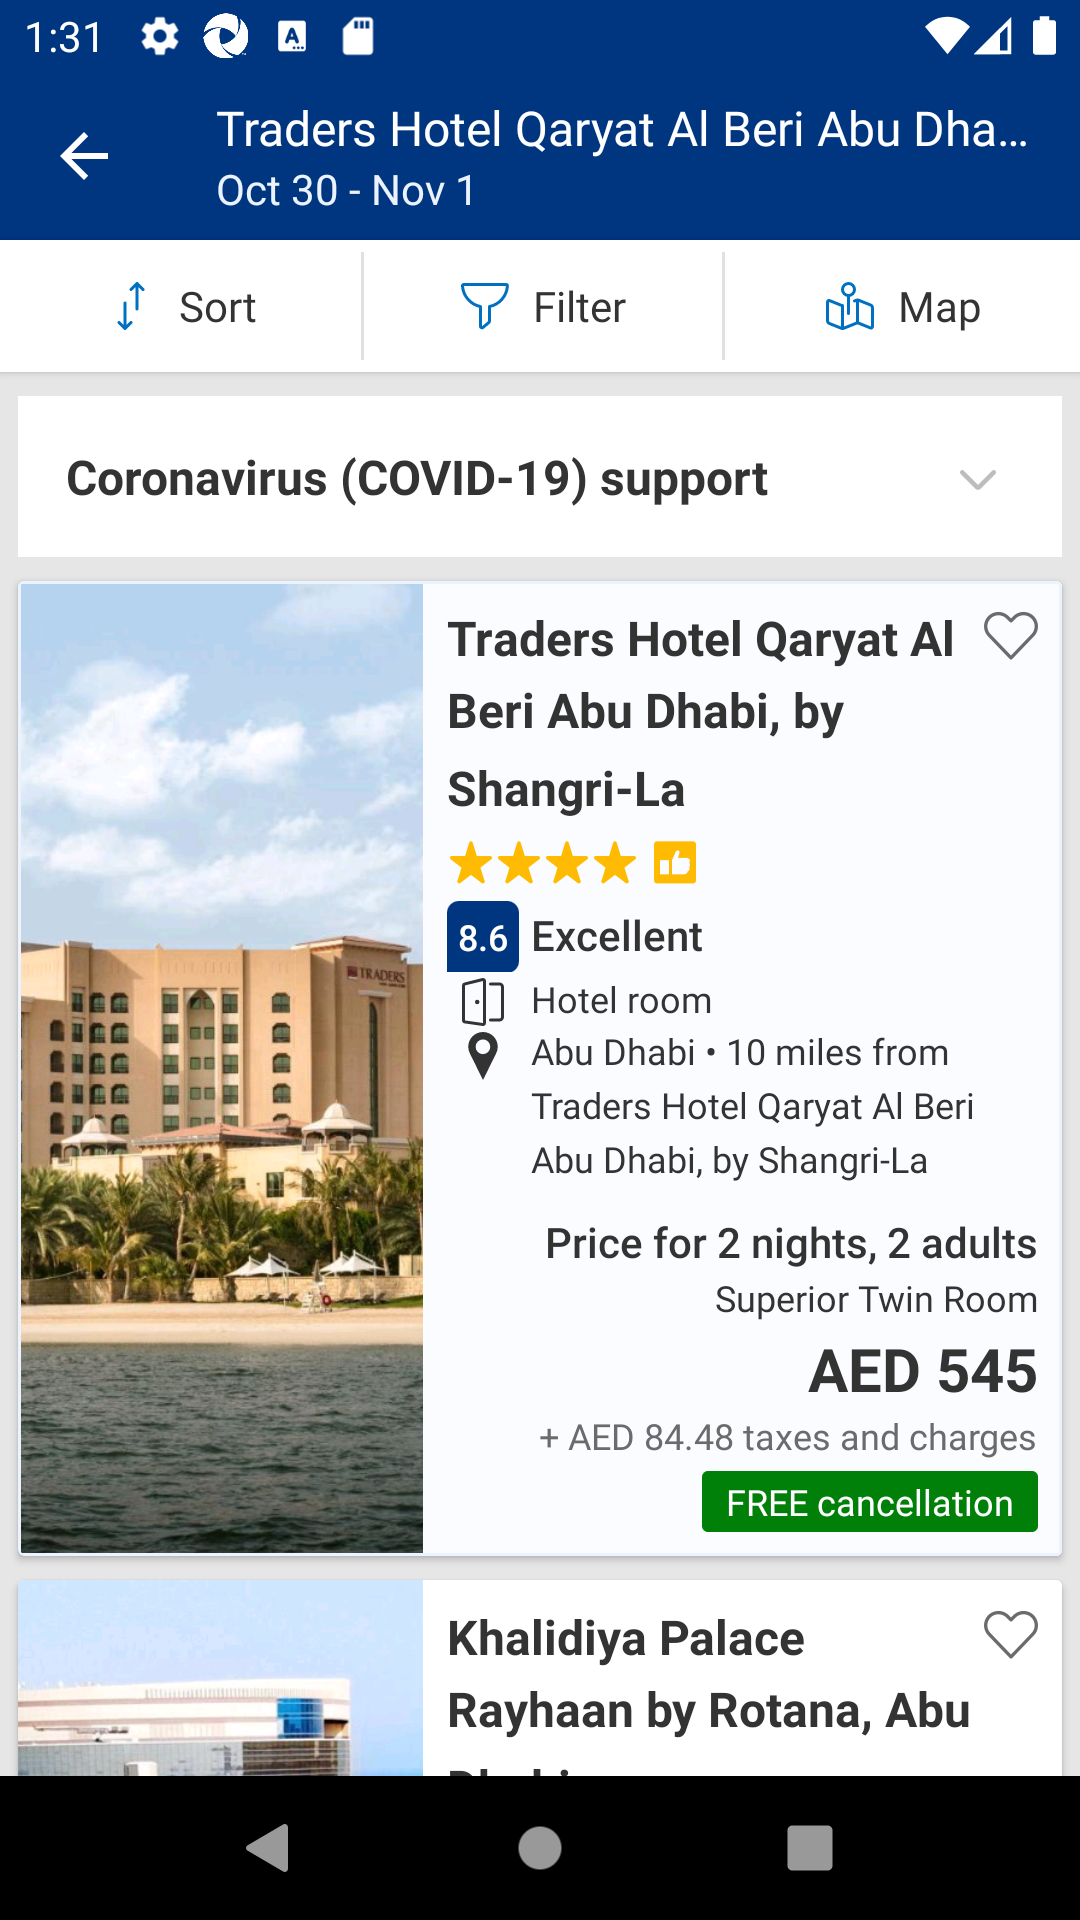 1:31
Traders Hotel Qaryat Al Beri Abu Dha...
Oct 30 - Nov 1
Sort
Filter
Map
Coronavirus (COVID-19) support
Traders Hotel Qaryat Al
Beri Abu Dhabi, by
Shangri-La
8.6 Excellent
Hotel room
Abu Dhabi • 10 miles from
Traders Hotel Qaryat Al Beri
Abu Dhabi, by Shangri-La
TRADERS
Price for 2 nights, 2 adults
Superior Twin Room
AED 545
+ AED 84.48 taxes and charges
FREE cancellation
Khalidiya Palace
Rayhaan by Rotana, Abu